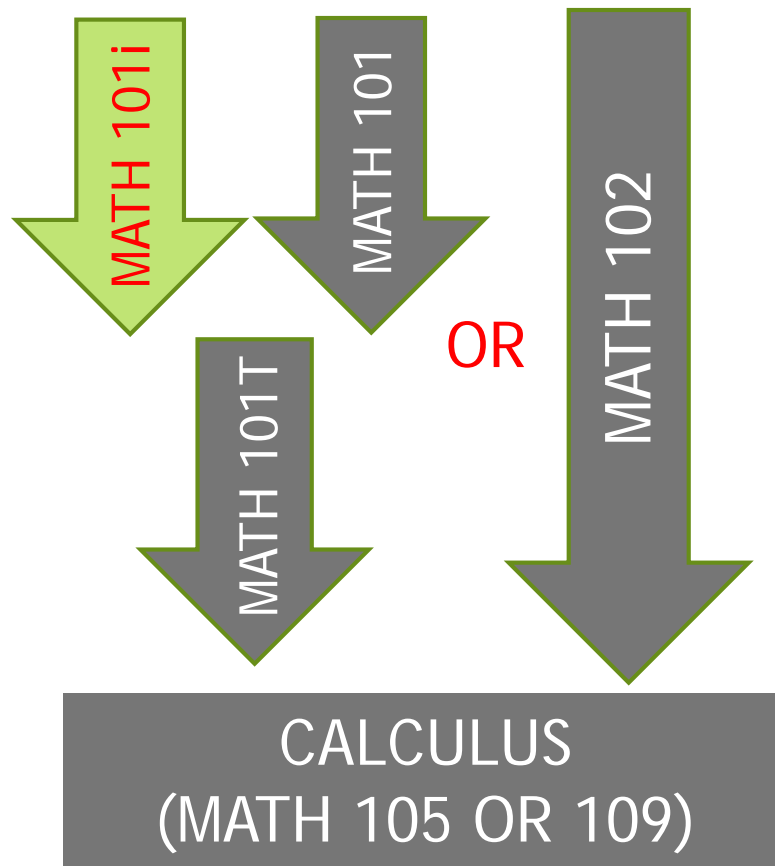 MATH 101i
MATH 101
MATH 102
OR
MATH 101T
CALCULUS
(MATH 105 OR 109)